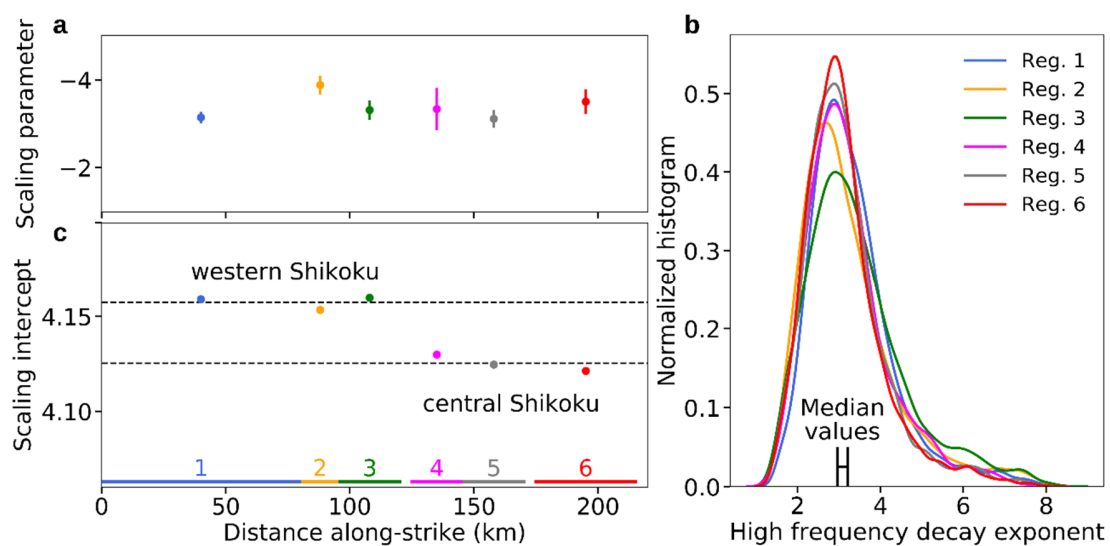 a
Scaling parameter
−4
−2
c
Scaling intercept
western Shikoku
4.15
4.10
central Shikoku
1 2 3 4 5 6
0 50 100 150 200
Distance along-strike (km)
b
Normalized histogram
0.5
0.4
0.3
0.2
0.1
0.0
Reg. 1
Reg. 2
Reg. 3
Reg. 4
Reg. 5
Reg. 6
Median
values
2 4 6 8
High frequency decay exponent